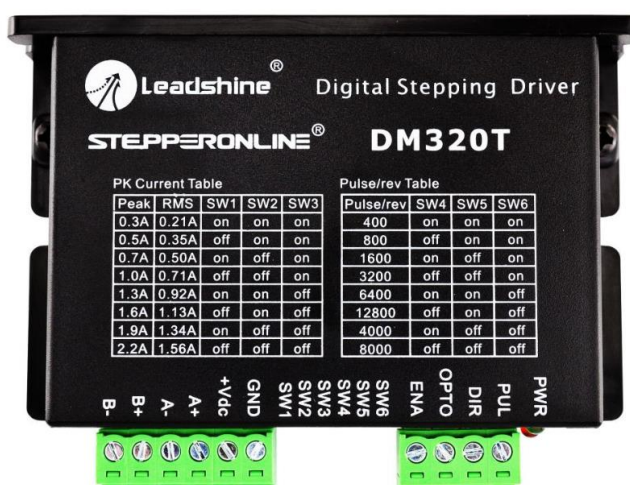 Leadshine® Digital Stepping Driver
STEPPERONLINE® DM320T
PK Current Table
Peak RMS SW1 SW2 SW3
0.3A 0.21A on on on
0.5A 0.35A off on on
0.7A 0.50A on off on
1.0A 0.71A off off on
1.3A 0.92A on on off
1.6A 1.13A off on off
1.9A 1.34A on off off
2.2A 1.56A off off off
Pulse/rev Table
Pulse/rev SW4 SW5 SW6
400 on on on
800 off on on
1600 on off on
3200 off off on
6400 on on off
12800 off on off
4000 on off off
8000 off off off
B-
B+
A-
A+
+Vdc
GND
SW1
SW2
SW3
SW4
SW5
SW6
ENA
OPTO
DIR
PUL
PWR